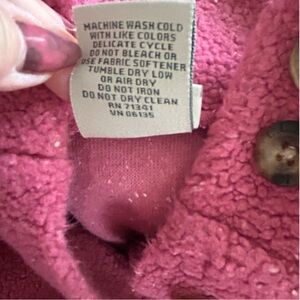 MACHINE WASH COLD
WITH LIKE COLORS
DELICATE CYCLE
DO NOT BLEACH OR
USE FABRIC SOFTENER
TUMBLE DRY LOW
OR AIR DRY
DO NOT IRON
DO NOT DRY CLEAN
RN 71341
VN 06135